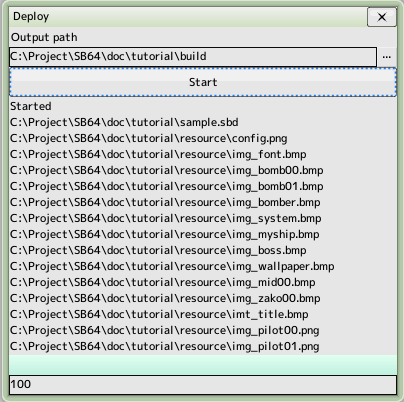 Deploy
Output path
C:\Project\SB64\doc\tutorial\build
...
Start
Started
C:\Project\SB64\doc\tutorial\sample.sbd
C:\Project\SB64\doc\tutorial\resource\config.png
C:\Project\SB64\doc\tutorial\resource\img_font.bmp
C:\Project\SB64\doc\tutorial\resource\img_bomb00.bmp
C:\Project\SB64\doc\tutorial\resource\img_bomb01.bmp
C:\Project\SB64\doc\tutorial\resource\img_bomber.bmp
C:\Project\SB64\doc\tutorial\resource\img_system.bmp
C:\Project\SB64\doc\tutorial\resource\img_myship.bmp
C:\Project\SB64\doc\tutorial\resource\img_boss.bmp
C:\Project\SB64\doc\tutorial\resource\img_wallpaper.bmp
C:\Project\SB64\doc\tutorial\resource\img_mid00.bmp
C:\Project\SB64\doc\tutorial\resource\img_zako00.bmp
C:\Project\SB64\doc\tutorial\resource\imt_title.bmp
C:\Project\SB64\doc\tutorial\resource\img_pilot00.png
C:\Project\SB64\doc\tutorial\resource\img_pilot01.png
100